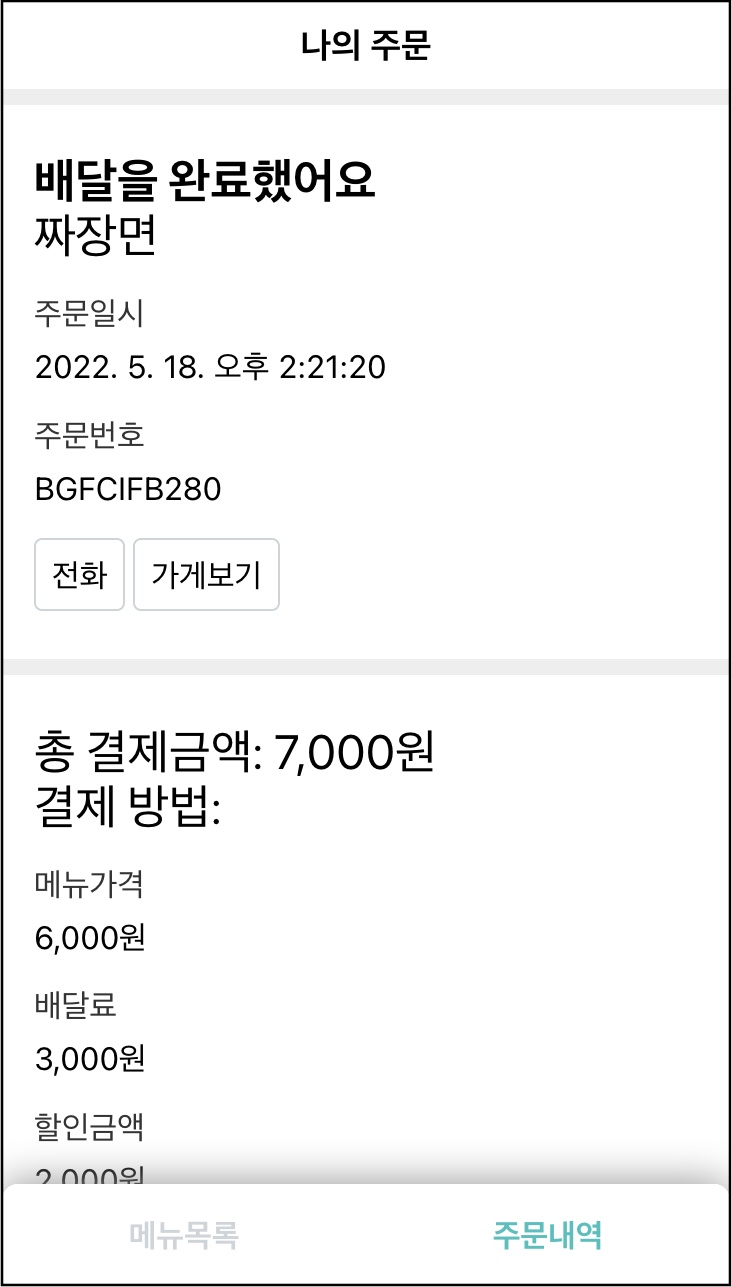 나의 주문
배달을 완료했어요
짜장면
주문일시
2022. 5. 18. 오후 2:21:20
주문번호
BGFCIFB280
전화 가게보기
총 결제금액: 7,000원
결제 방법:
메뉴가격
6,000원
배달료
3,000원
할인금액
2,000원
메뉴목록 주문내역